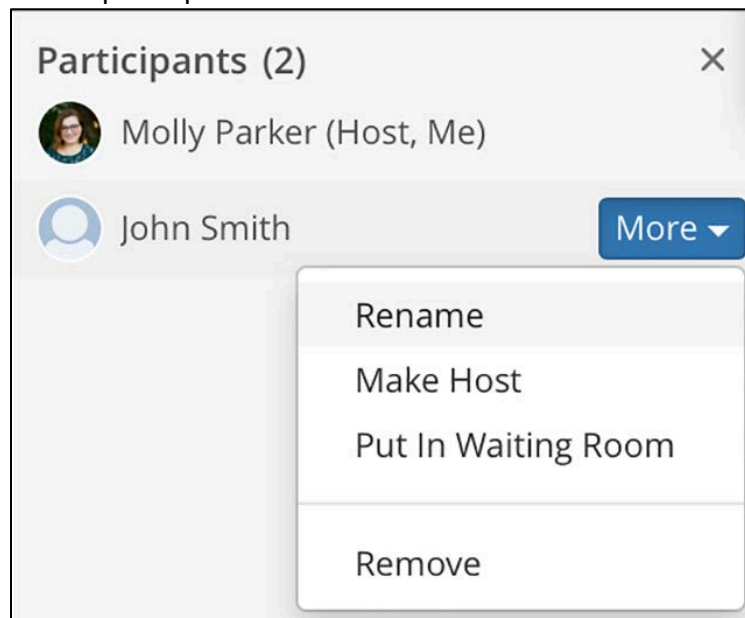 Participants (2)
Molly Parker (Host, Me)
John Smith More
Rename
Make Host
Put In Waiting Room
Remove